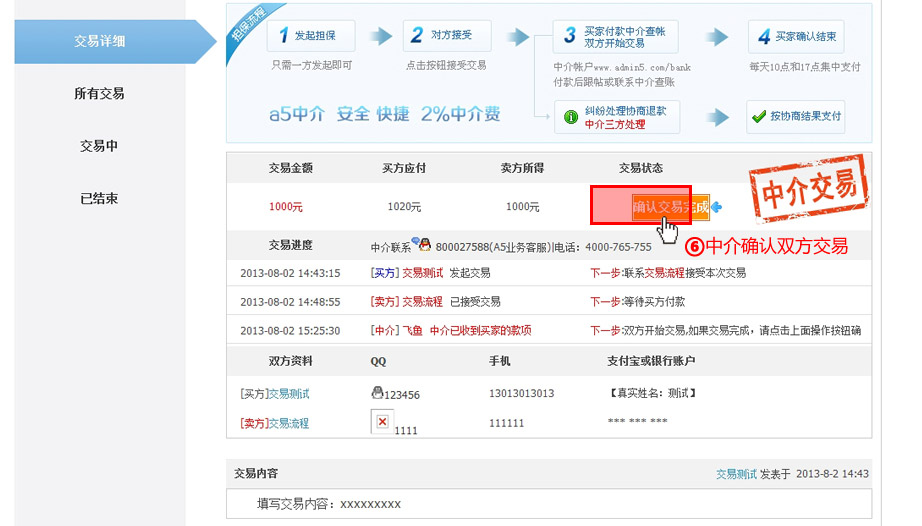 交易详细
所有交易
交易中
已结束
担保流程
1 发起担保
只需一方发起即可
2 对方接受
点击按钮接受交易
3 买家付款中介查帐
双方开始交易
中介帐户www.admin5.com/bank
付款后跟帖或联系中介查账
4 买家确认结束
每天10点和17点集中支付
a5中介 安全 快捷 2%中介费
纠纷处理协商退款
中介三方处理
按协商结果支付
交易金额 买方应付 卖方所得 交易状态
1000元 1020元 1000元 确认交易完成
中介交易
⑥中介确认双方交易
交易进度 中介联系 800027588(A5业务客服)电话：4000-765-755
2013-08-02 14:43:15 [买方] 交易测试 发起交易 下一步:联系交易流程接受本次交易
2013-08-02 14:48:55 [卖方] 交易流程 已接受交易 下一步:等待买方付款
2013-08-02 15:25:30 [中介] 飞鱼 中介已收到买家的款项 下一步:双方开始交易,如果交易完成，请点击上面操作按钮确
双方资料 QQ 手机 支付宝或银行账户
[买方]交易测试 123456 13013013013 【真实姓名：测试】
[卖方]交易流程 1111 111111 *** *** ***
交易内容 交易测试 发表于 2013-8-2 14:43
填写交易内容：xxxxxxxxx